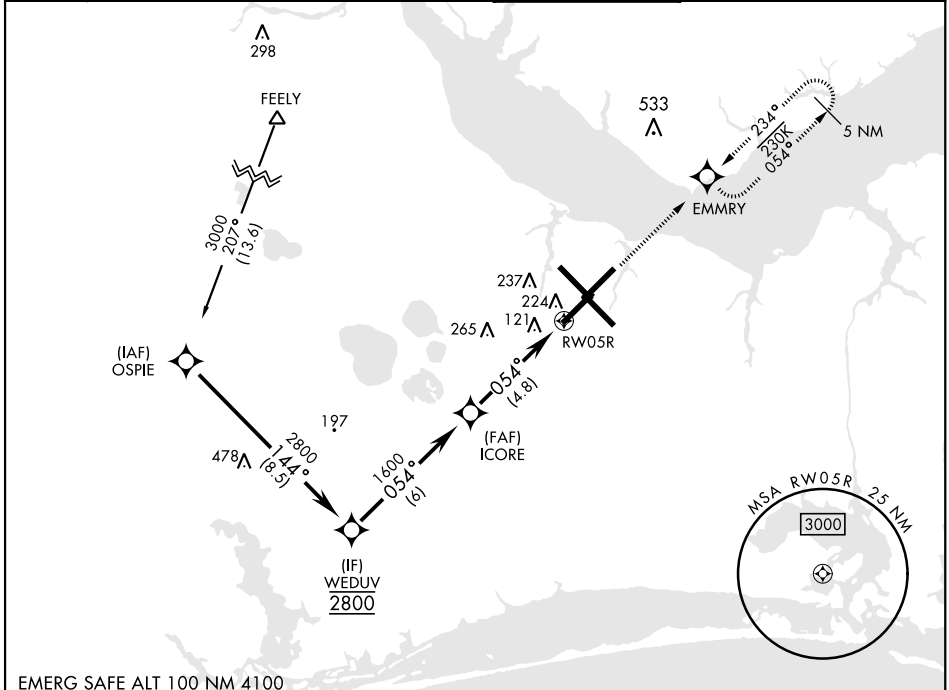 298
FEELY
3000
207°
(13.6)
533
234°
230K
054°
5 NM
EMMRY
237
224
265
121
RW05R
(IAF)
OSPIE
197
478
2800
144°
(8.5)
054°
(4.8)
(FAF)
ICORE
1600
054°
(6)
(IF)
WEDUV
2800
MSA RW05R 25 NM
3000
EMERG SAFE ALT 100 NM 4100